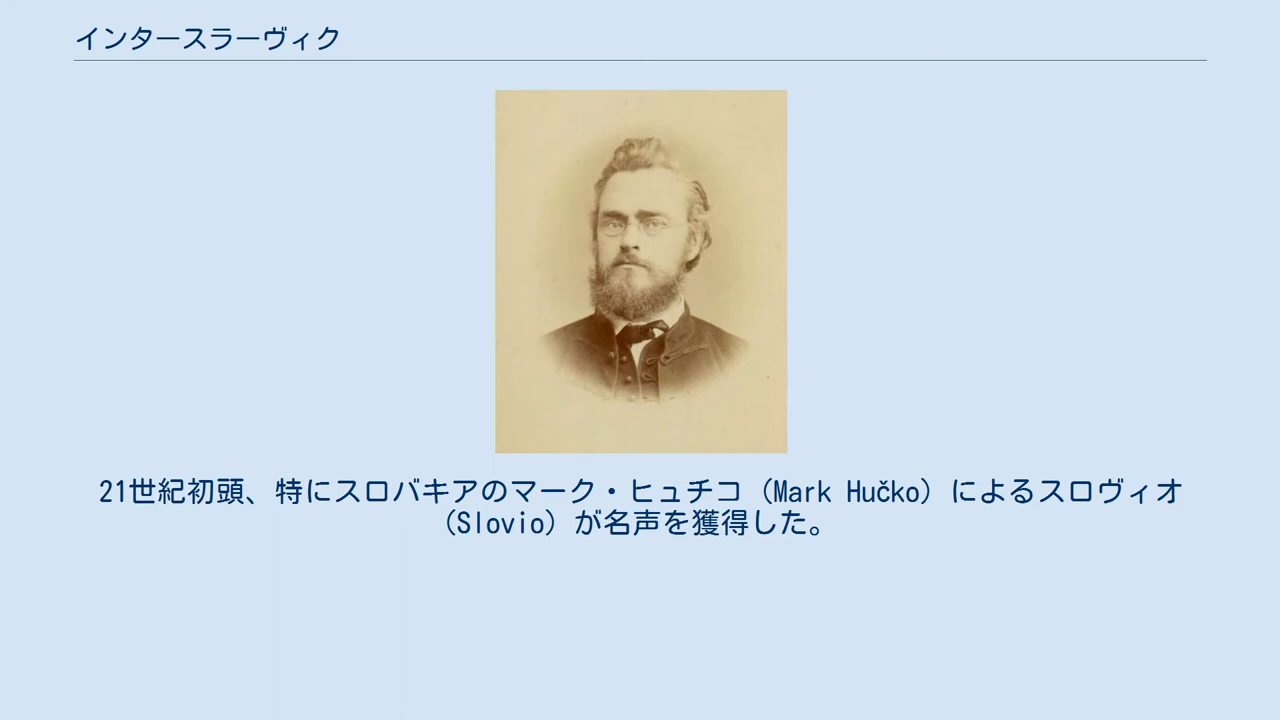 インタースラーヴィク
21世紀初頭、特にスロバキアのマーク・ヒュチコ（Mark Hučko）によるスロヴィオ
（Slovio）が名声を獲得した。